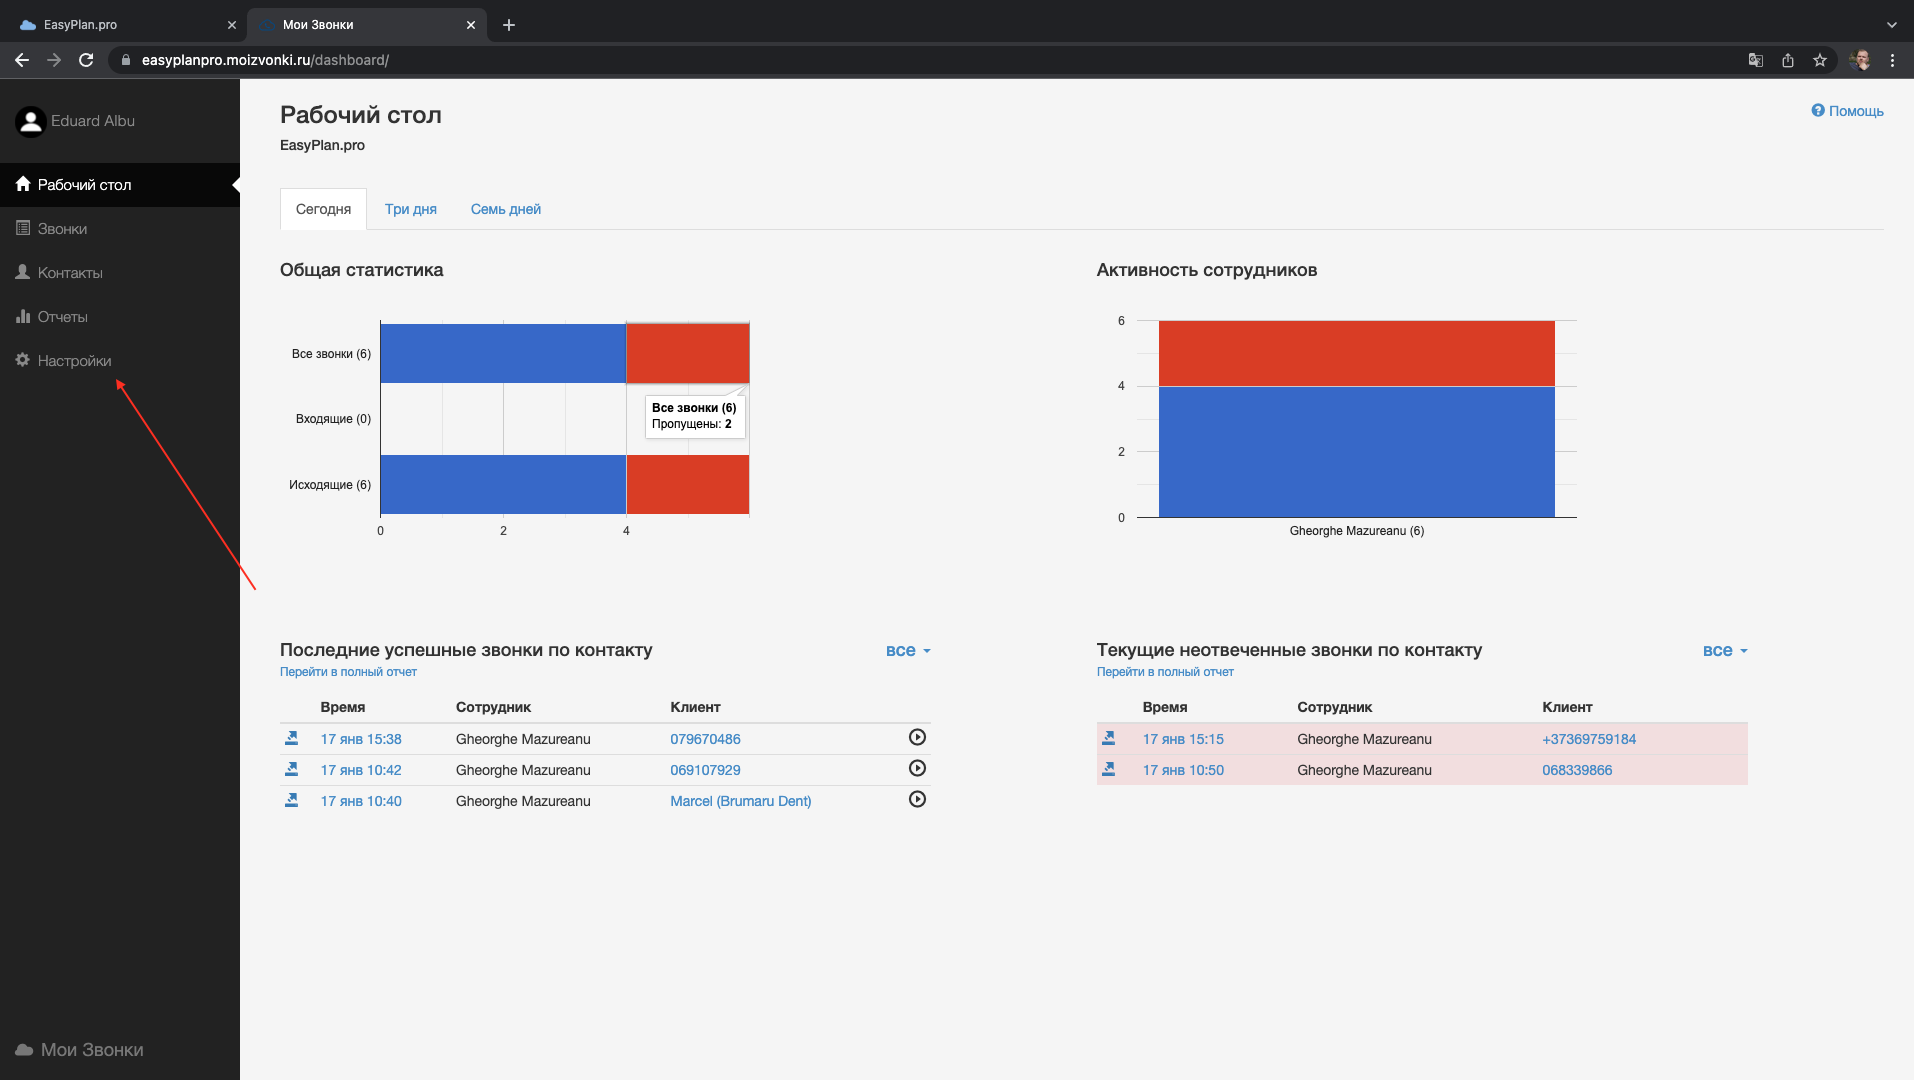 EasyPlan.pro
Мои Звонки
easyplanpro.moizvonki.ru/dashboard/
Eduard Albu
Рабочий стол
Звонки
Контакты
Отчеты
Настройки
Мои Звонки
Рабочий стол
Помощь
EasyPlan.pro
Сегодня Три дня Семь дней
Общая статистика
Все звонки (6)
Входящие (0)
Исходящие (6)
0 2 4
Все звонки (6)
Пропущены: 2
Активность сотрудников
6
4
2
0
Gheorghe Mazureanu (6)
Последние успешные звонки по контакту все
Перейти в полный отчет
Время Сотрудник Клиент
17 янв 15:38 Gheorghe Mazureanu 079670486
17 янв 10:42 Gheorghe Mazureanu 069107929
17 янв 10:40 Gheorghe Mazureanu Marcel (Brumaru Dent)
Текущие неотвеченные звонки по контакту все
Перейти в полный отчет
Время Сотрудник Клиент
17 янв 15:15 Gheorghe Mazureanu +37369759184
17 янв 10:50 Gheorghe Mazureanu 068339866